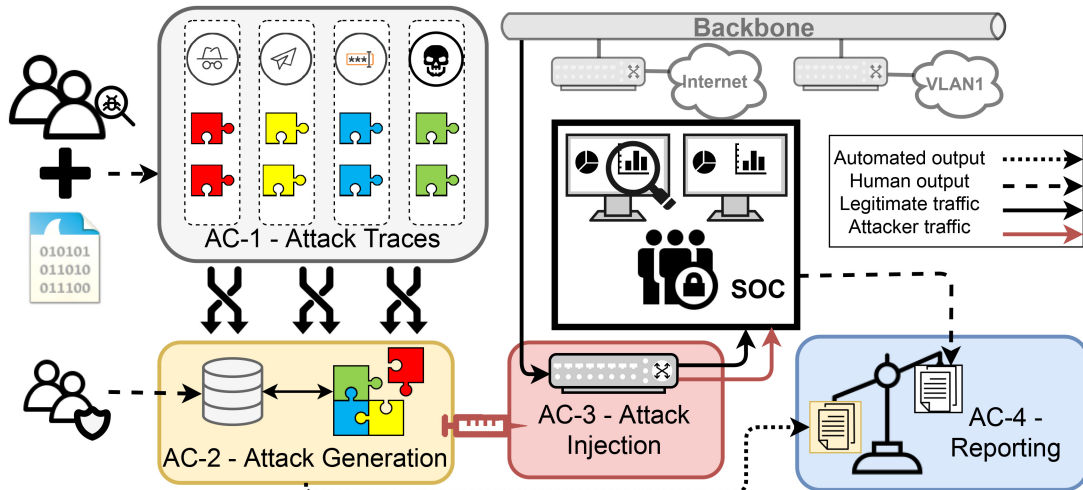 Backbone
Internet
VLAN1
***
AC-1 - Attack Traces
010101
011010
011100
Automated output
Human output
Legitimate traffic
Attacker traffic
SOC
AC-2 - Attack Generation
AC-3 - Attack
Injection
AC-4 -
Reporting